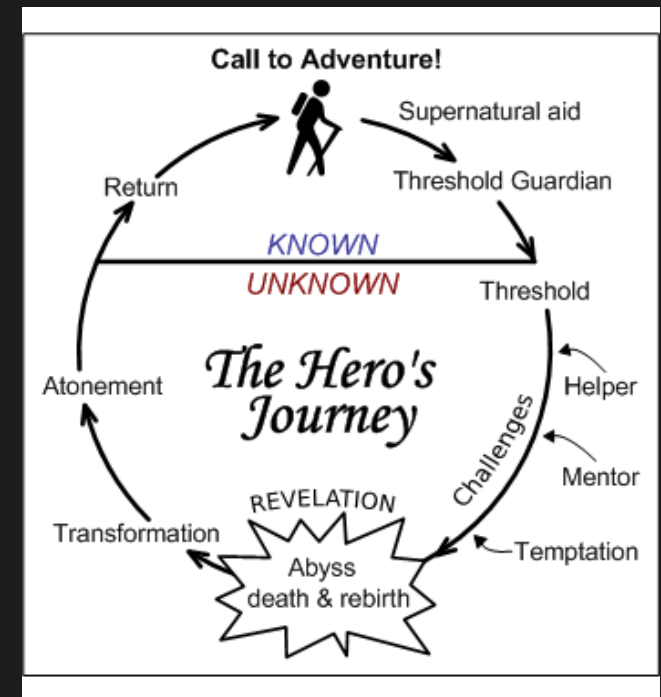 Call to Adventure!
Supernatural aid
Threshold Guardian
Return
KNOWN
UNKNOWN
Threshold
The Hero's
Journey
Atonement
Helper
Challenges
Mentor
REVELATION
Transformation
Temptation
Abyss
death & rebirth